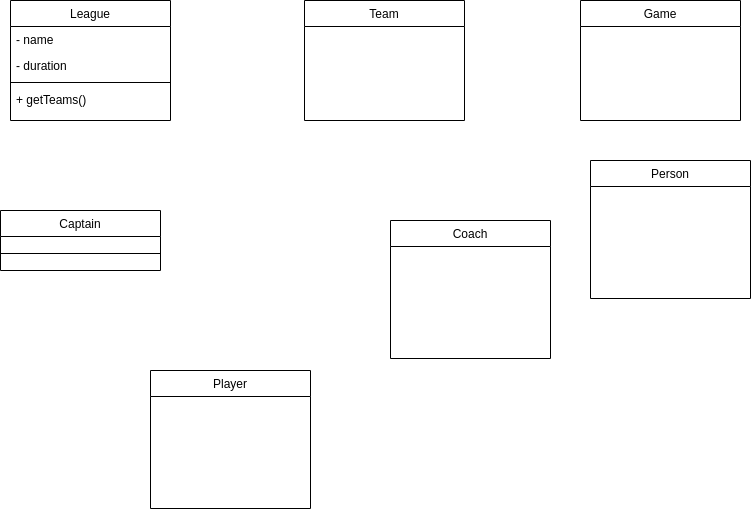 League
- name
- duration
+ getTeams()
Team
Game
Person
Captain
Coach
Player